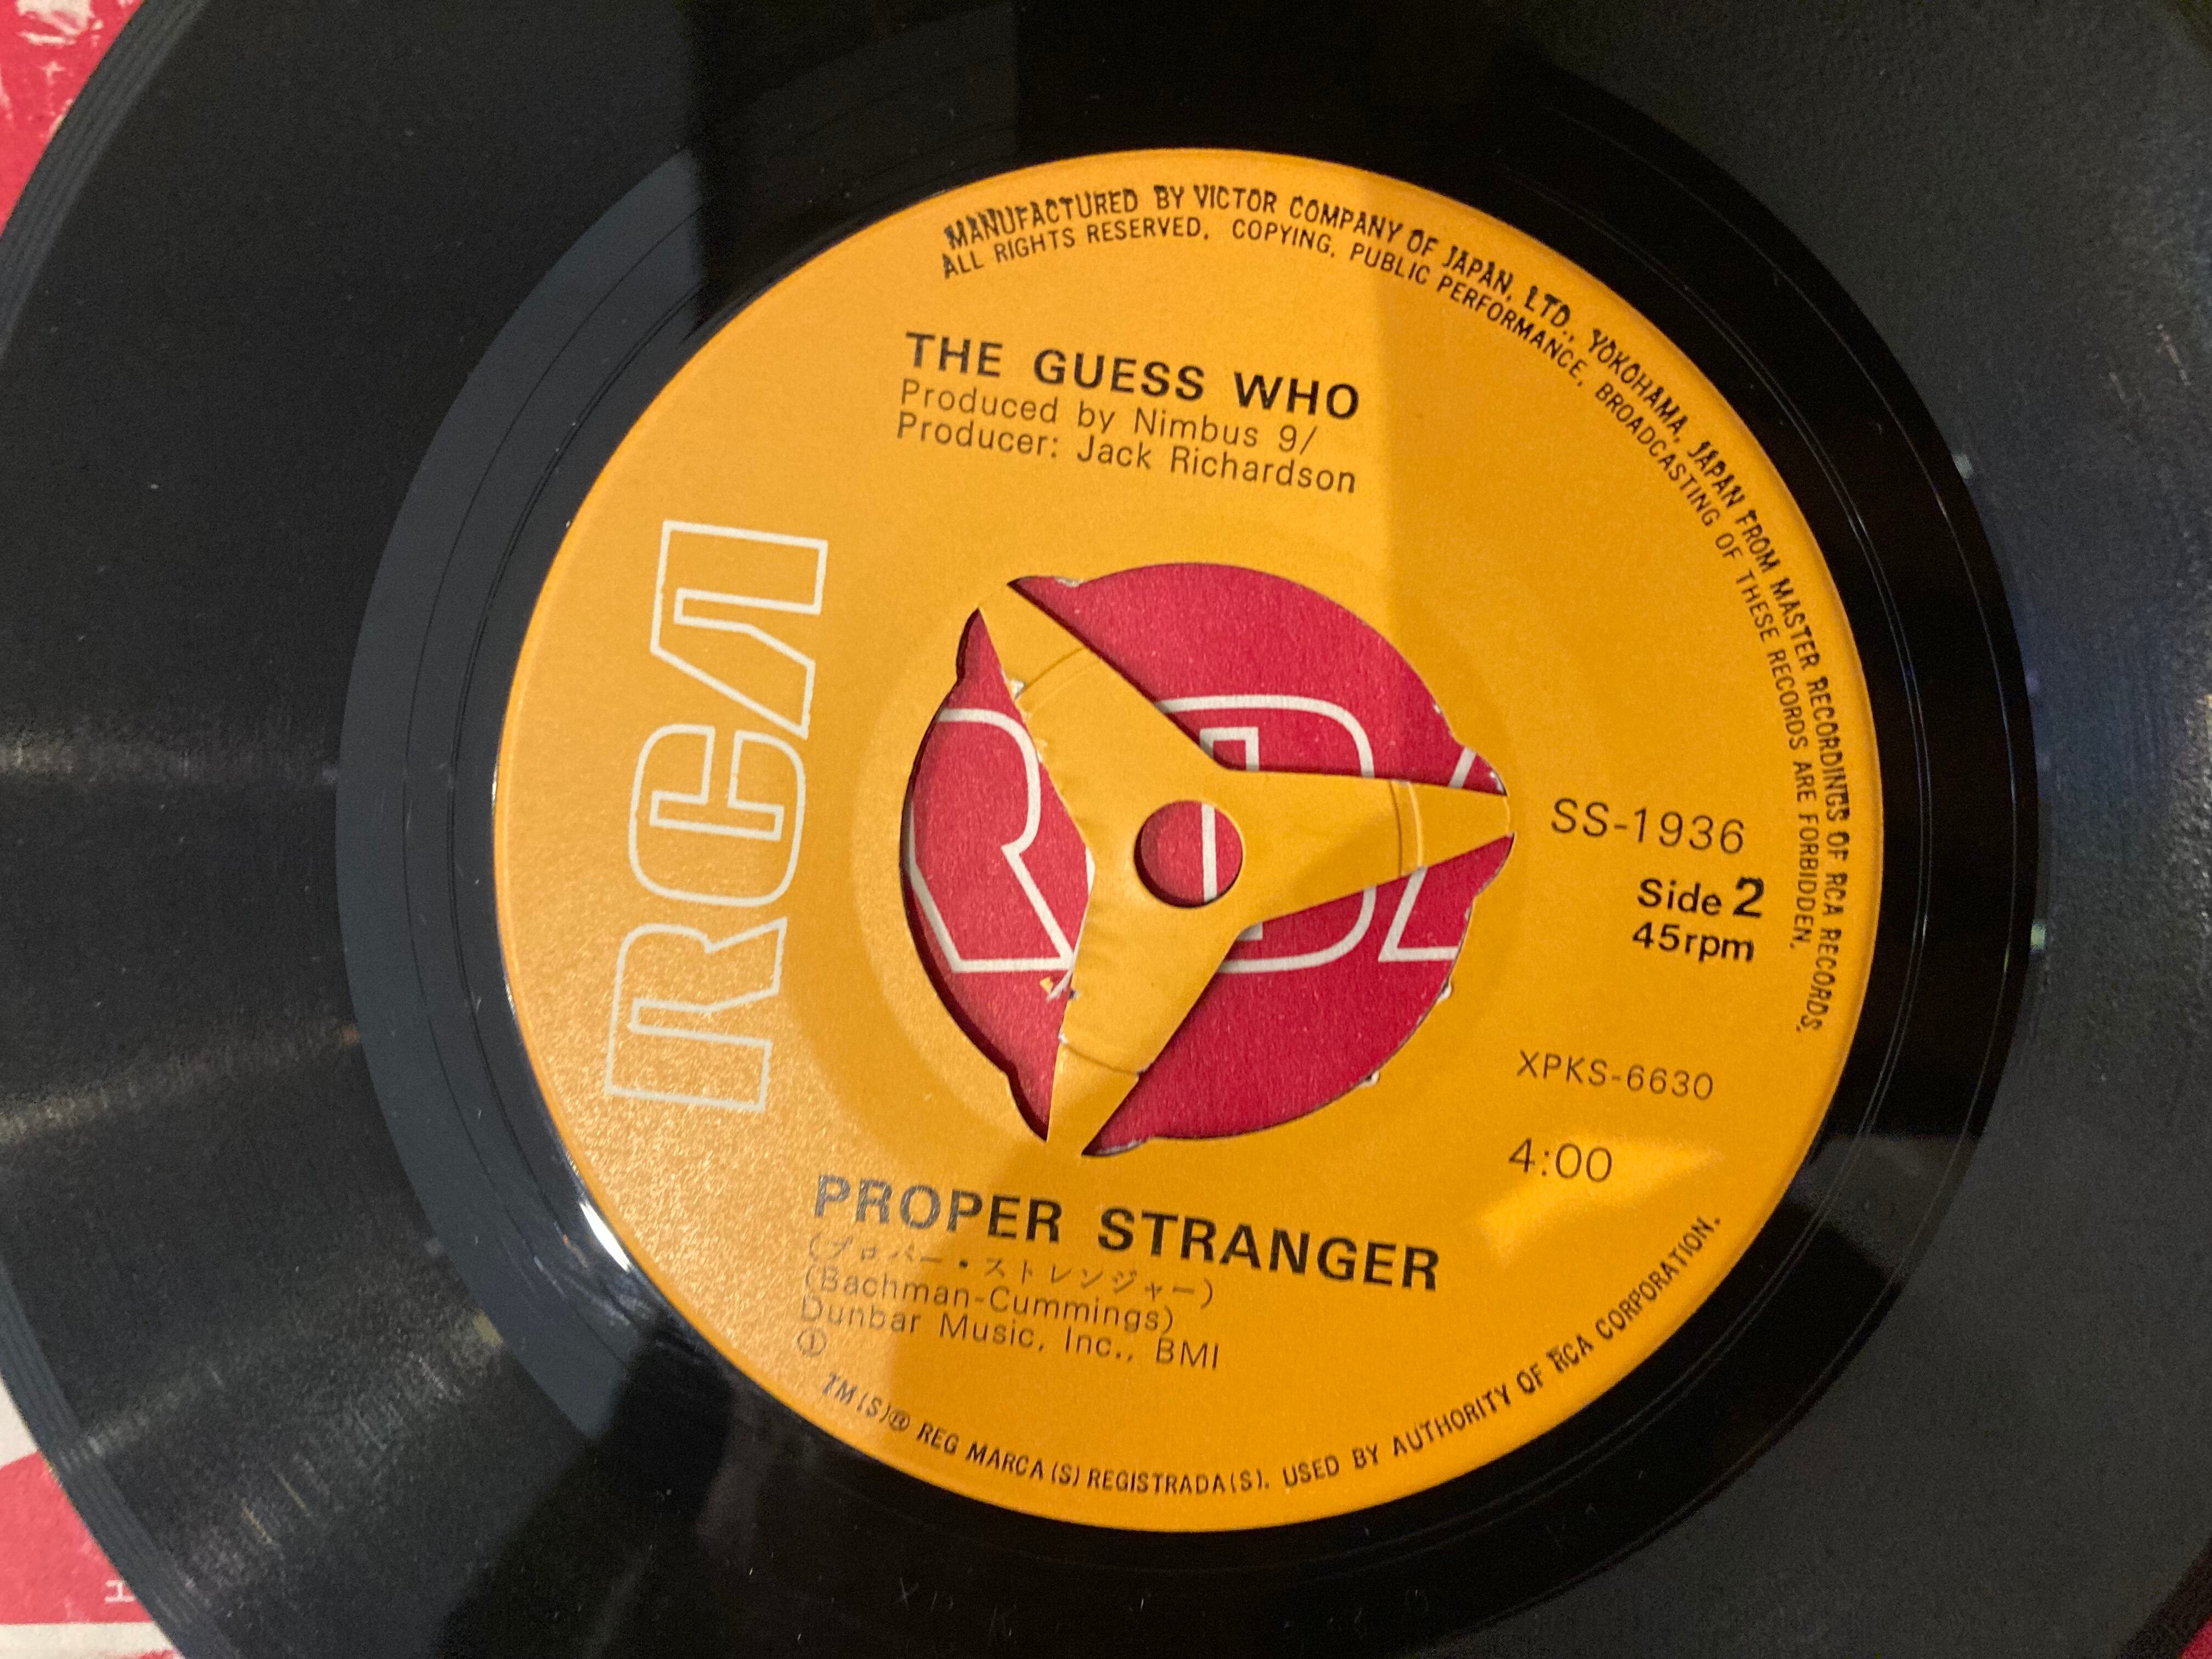 MANUFACTURED BY VICTOR COMPANY OF JAPAN, LTD., YOKOHAMA, JAPAN FROM MASTER RECORDINGS OF RCA RECORDS.
ALL RIGHTS RESERVED. COPYING, PUBLIC PERFORMANCE, BROADCASTING OF THESE RECORDS ARE FORBIDDEN.
THE GUESS WHO
Produced by Nimbus 9/
Producer: Jack Richardson
RCA
SS-1936
Side 2
45rpm
XPKS-6630
4:00
PROPER STRANGER
(プロパー・ストレンジャー)
(Bachman-Cummings)
Dunbar Music, Inc., BMI
①
TM(S)® REG MARCA(S) REGISTRADA(S). USED BY AUTHORITY OF RCA CORPORATION.